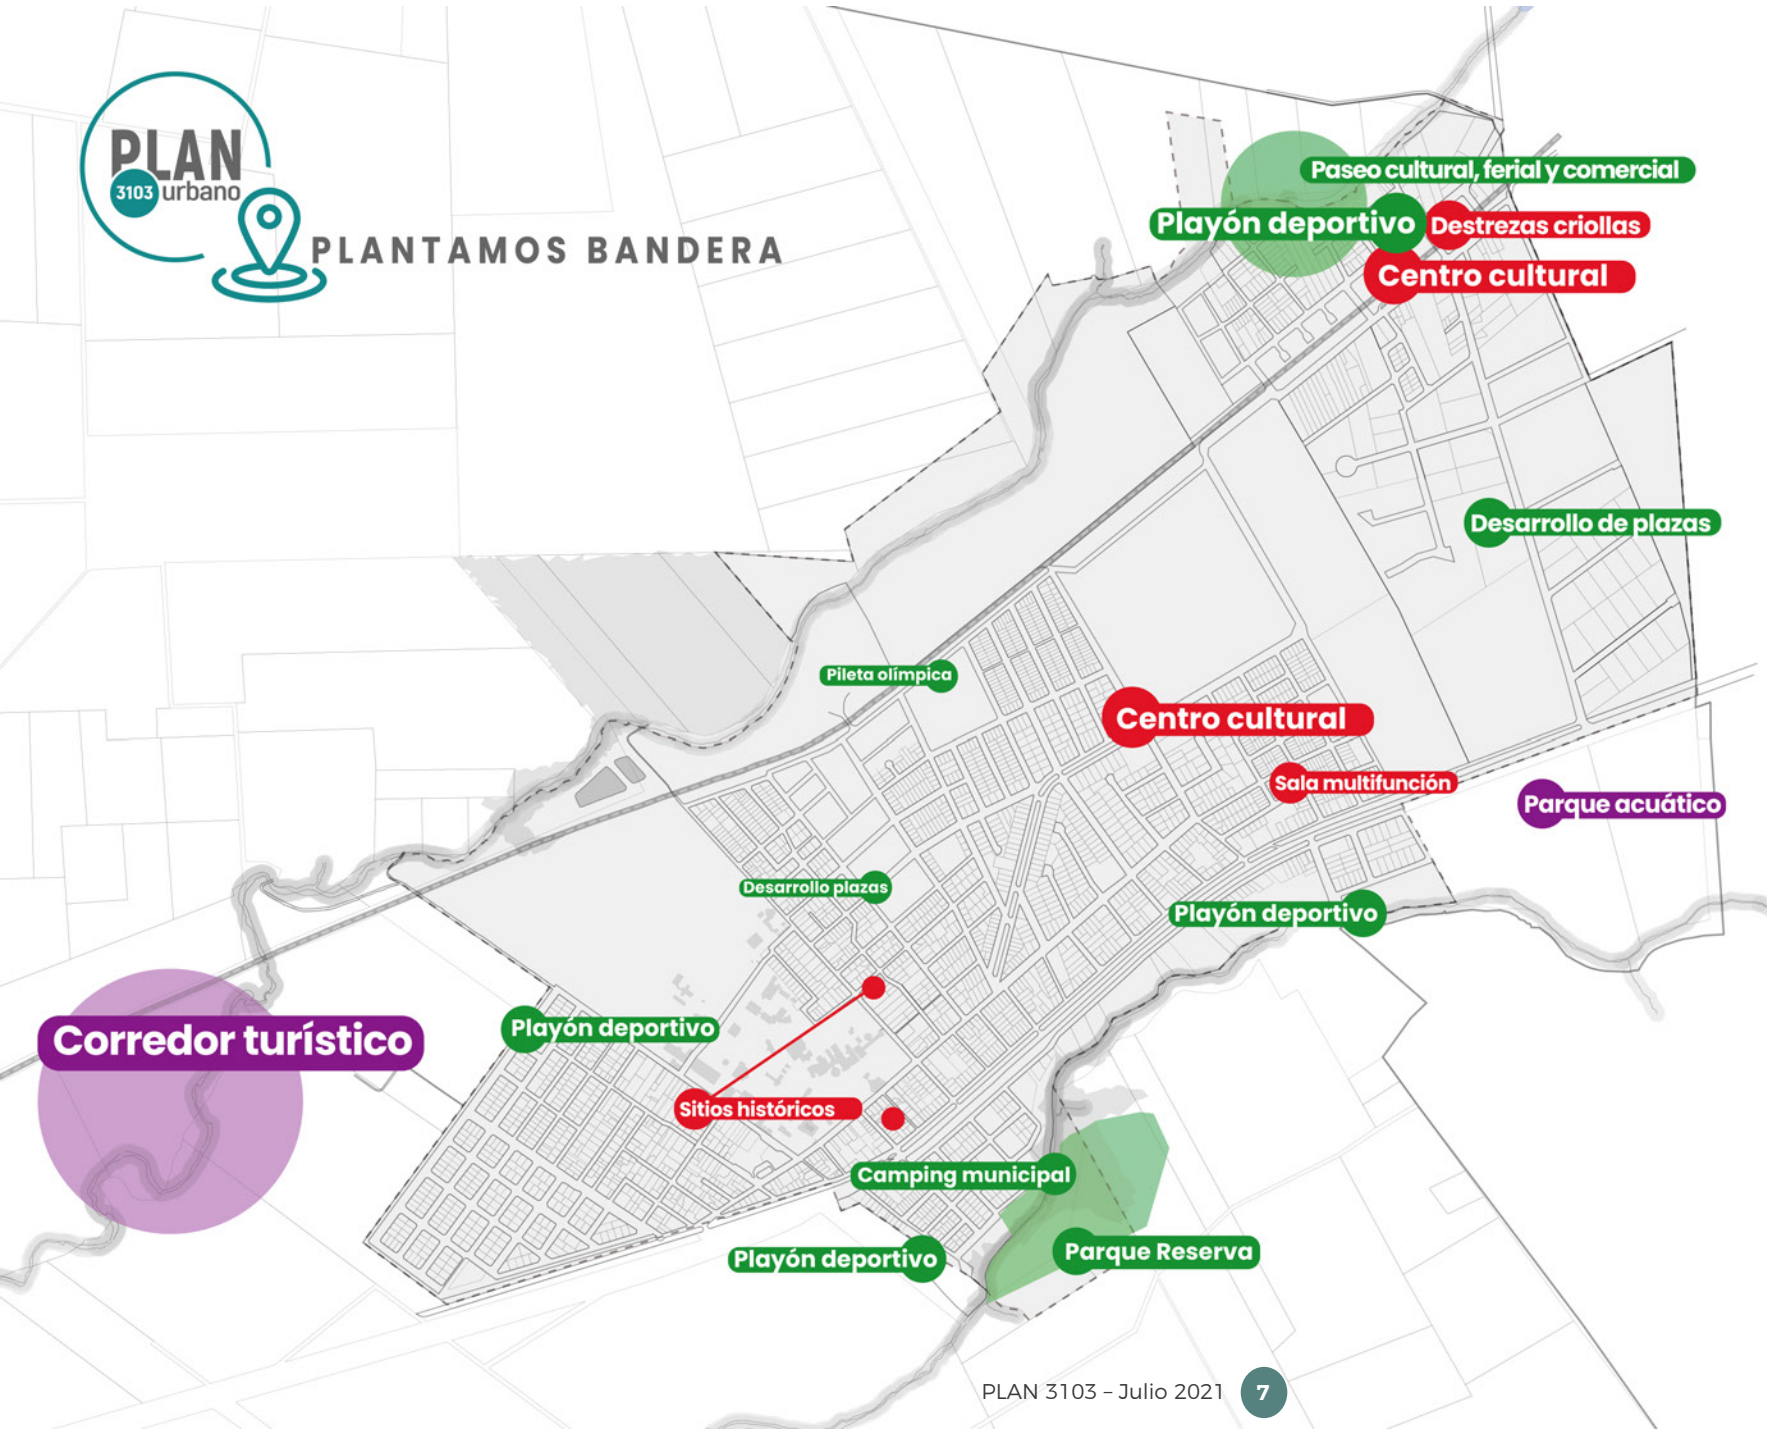 PLAN
3103 urbano
PLANTAMOS BANDERA
Paseo cultural, ferial y comercial
Playón deportivo
Destrezas criollas
Centro cultural
Desarrollo de plazas
Pileta olímpica
Centro cultural
Sala multifunción
Parque acuático
Desarrollo plazas
Playón deportivo
Corredor turístico
Playón deportivo
Sitios históricos
Camping municipal
Playón deportivo
Parque Reserva
PLAN 3103 – Julio 2021 7